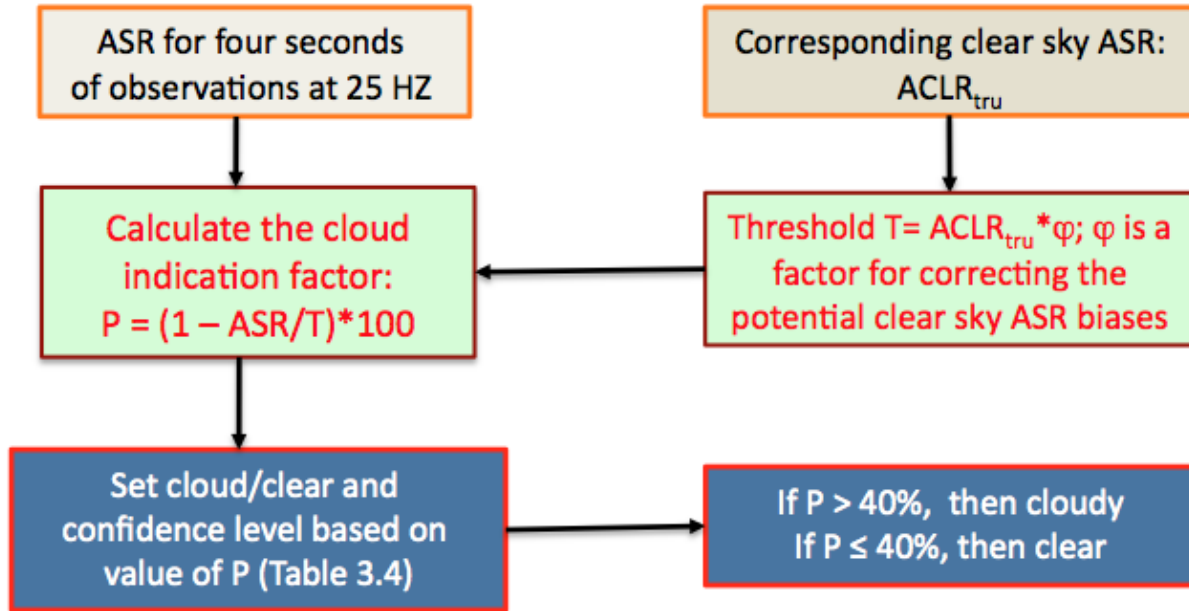 ASR for four seconds
of observations at 25 HZ
Corresponding clear sky ASR:
ACLRtru
Calculate the cloud
indication factor:
P = (1 – ASR/T)*100
Threshold T= ACLRtru*φ; φ is a
factor for correcting the
potential clear sky ASR biases
Set cloud/clear and
confidence level based on
value of P (Table 3.4)
If P > 40%, then cloudy
If P ≤ 40%, then clear